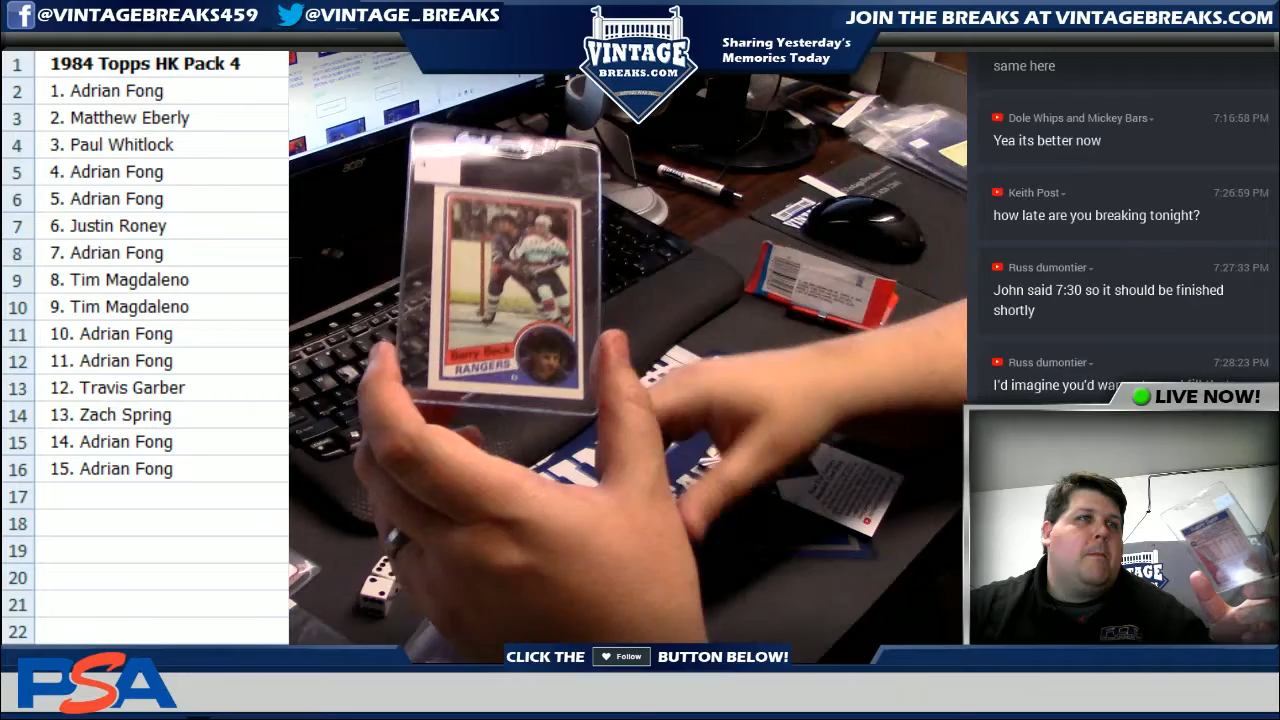 @VINTAGEBREAKS459 @VINTAGE_BREAKS
VINTAGE
BREAKS.COM
Sharing Yesterday's
Memories Today
JOIN THE BREAKS AT VINTAGEBREAKS.COM
1 1984 Topps HK Pack 4
2 1. Adrian Fong
3 2. Matthew Eberly
4 3. Paul Whitlock
5 4. Adrian Fong
6 5. Adrian Fong
7 6. Justin Roney
8 7. Adrian Fong
9 8. Tim Magdaleno
10 9. Tim Magdaleno
11 10. Adrian Fong
12 11. Adrian Fong
13 12. Travis Garber
14 13. Zach Spring
15 14. Adrian Fong
16 15. Adrian Fong
17
18
19
20
21
22
acer
Barry Beck
RANGERS
same here
Dole Whips and Mickey Bars 7:16:58 PM
Yea its better now
Keith Post 7:26:59 PM
how late are you breaking tonight?
Russ dumontier 7:27:33 PM
John said 7:30 so it should be finished
shortly
Russ dumontier 7:28:23 PM
LIVE NOW!
CLICK THE Follow BUTTON BELOW!
PSA